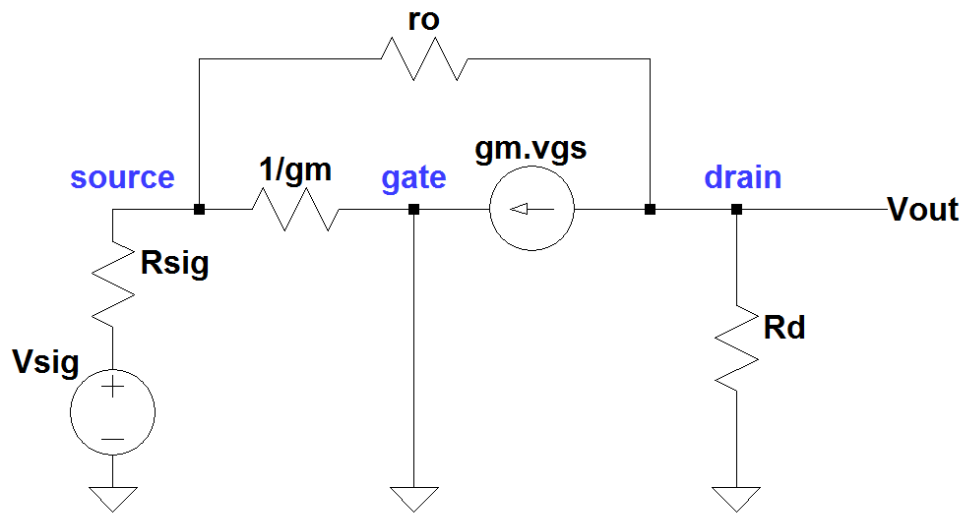 ro
gm.vgs
1/gm
source
gate
drain
Vout
Rsig
Rd
Vsig